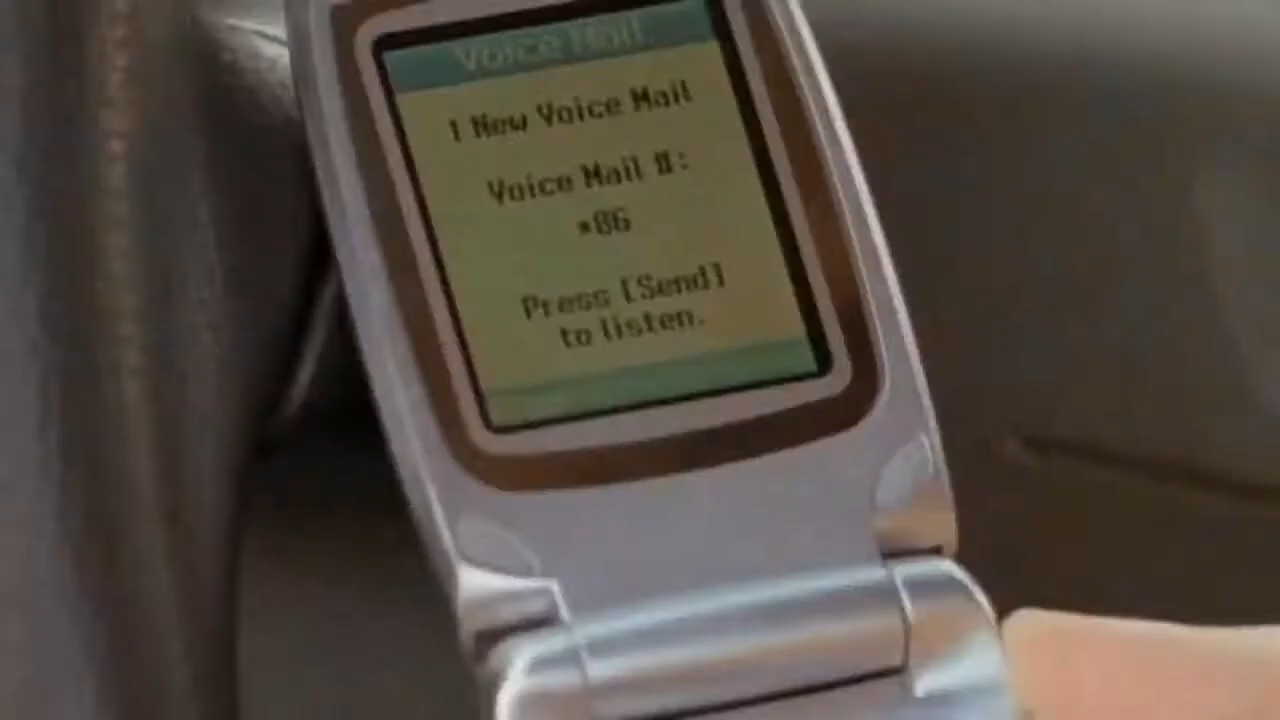 Voice Mail
1 New Voice Mail
Voice Mail #:
*86
Press [Send]
to listen.